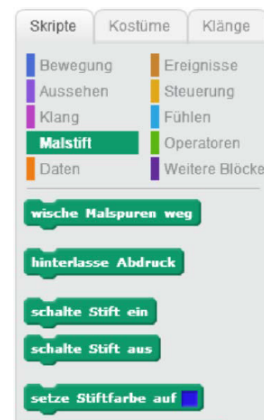 Skripte Kostüme Klänge
Bewegung Ereignisse
Aussehen Steuerung
Klang Fühlen
Malstift Operatoren
Daten Weitere Blöcke
wische Malspuren weg
hinterlasse Abdruck
schalte Stift ein
schalte Stift aus
setze Stiftfarbe auf